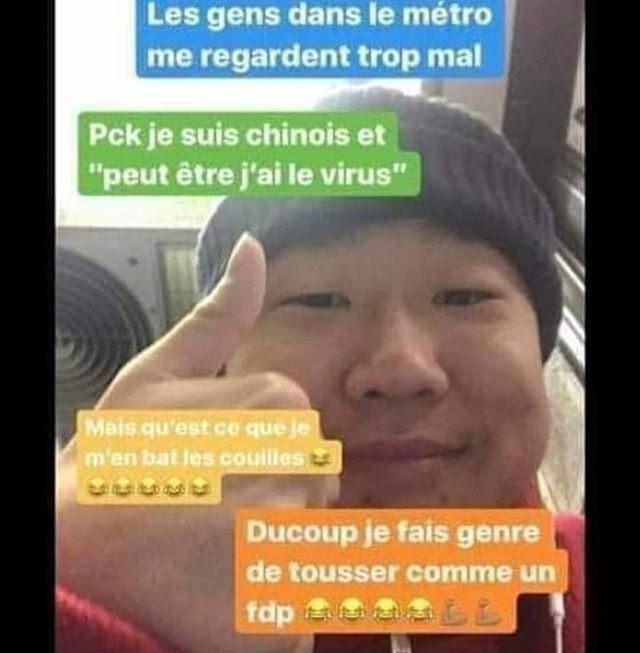 Les gens dans le métro
me regardent trop mal
Pck je suis chinois et
"peut être j'ai le virus"
Mais qu'est ce que je
m'en bat les couilles 😂
😂😂😂😂😂
Ducoup je fais genre
de tousser comme un
fdp 😂😂😂😂💪💪